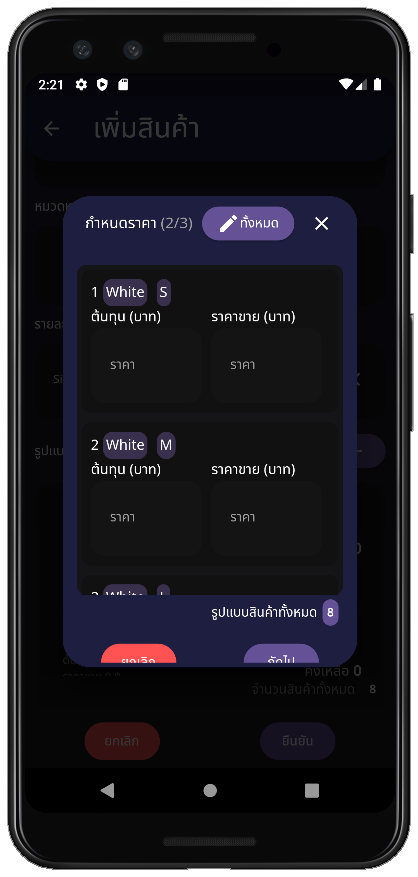 2:21
เพิ่มสินค้า
กำหนดราคา (2/3) ทั้งหมด
1 White S
ต้นทุน (บาท) ราคาขาย (บาท)
ราคา ราคา
2 White M
ต้นทุน (บาท) ราคาขาย (บาท)
ราคา ราคา
รูปแบบสินค้าทั้งหมด 8
ยกเลิก ถัดไป
คงเหลือ 0
จำนวนสินค้าทั้งหมด 8
ยกเลิก ยืนยัน